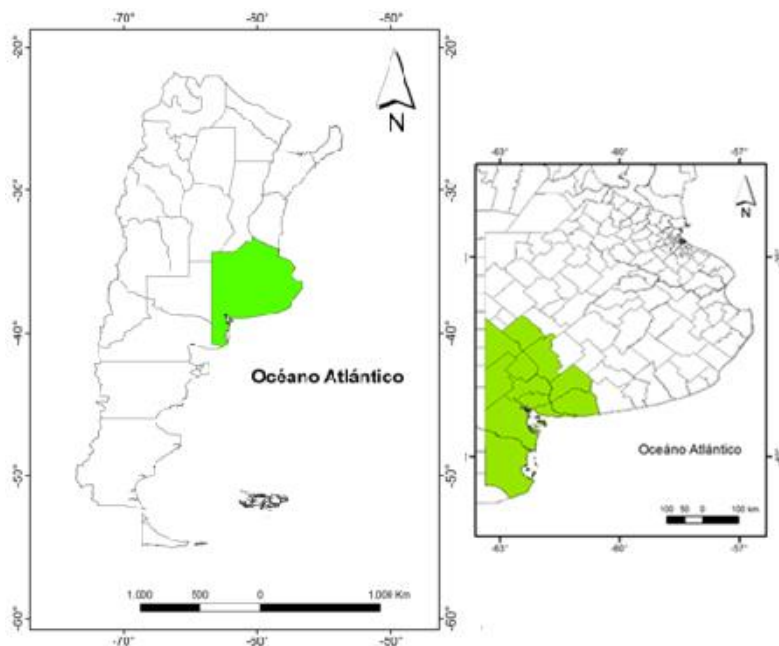 -70° -60° -50°
-20° -20°
N
-30° -30°
-63 -60 -57
N
-40° -40°
Océano Atlántico
Oceáno Atlántico
-50° -50°
100 50 0 100 km
1.000 500 0 1.000 Km
-63° -60° -57°
-60° -60°
-70° -60° -50°